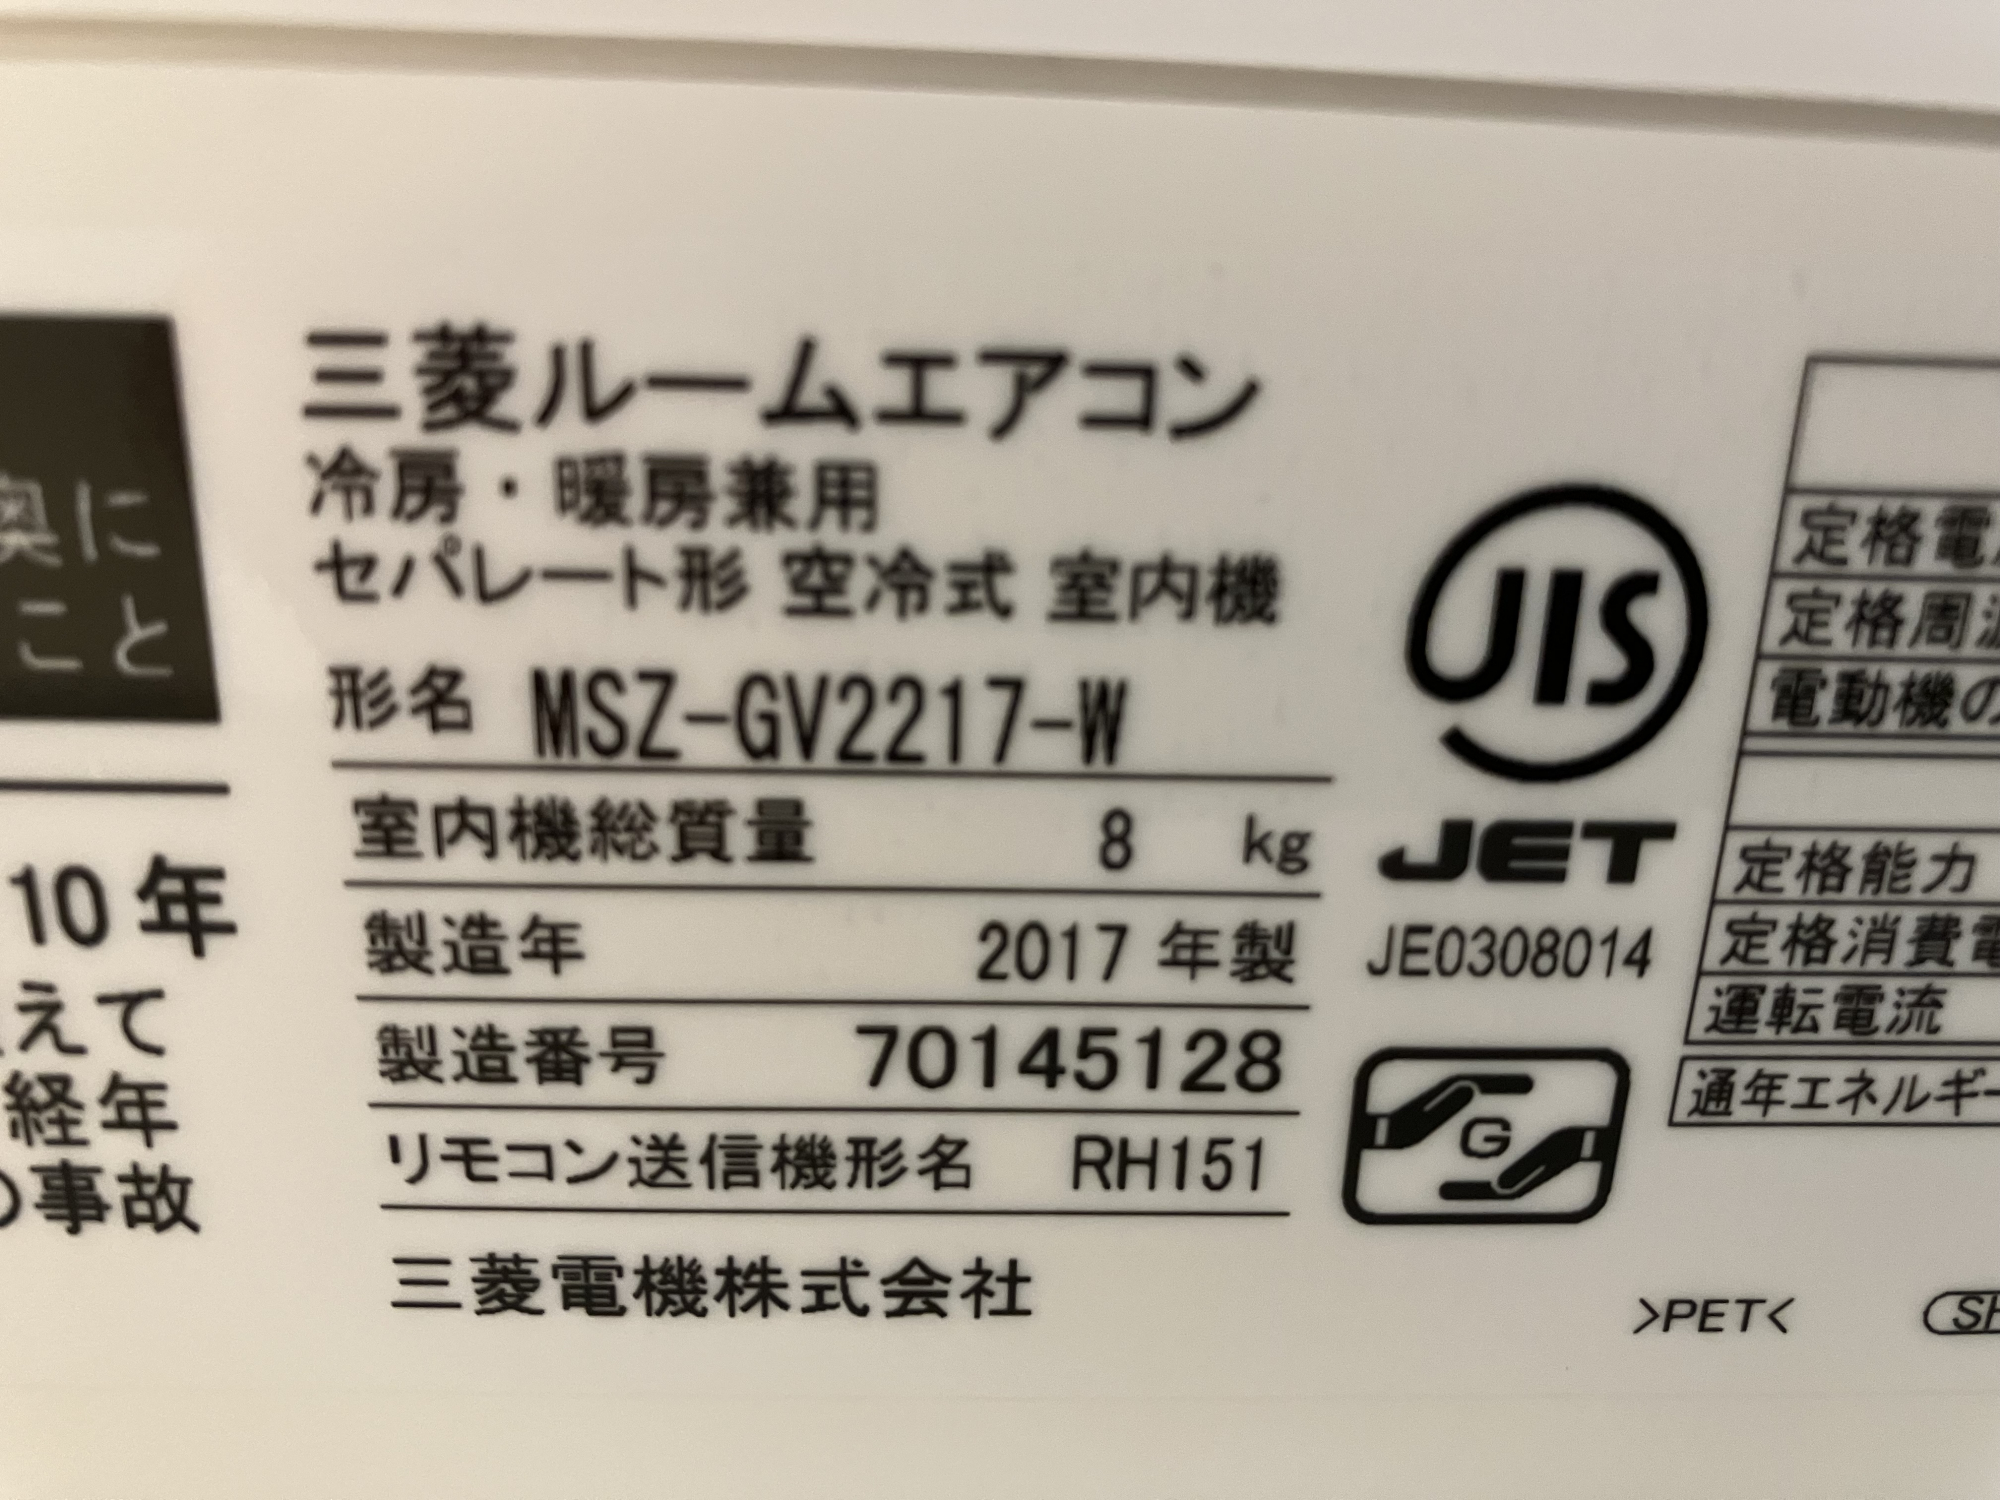 奥に
こと
10年
えて
経年
の事故
三菱ルームエアコン
冷房・暖房兼用
セパレート形 空冷式 室内機
形名 MSZ-GV2217-W
室内機総質量 8 kg
製造年 2017 年製
製造番号 70145128
リモコン送信機形名 RH151
三菱電機株式会社
JIS
JET
JE0308014
G
>PET<
定格電
定格周波
電動機の
定格能力
定格消費電
運転電流
通年エネルギー
SH